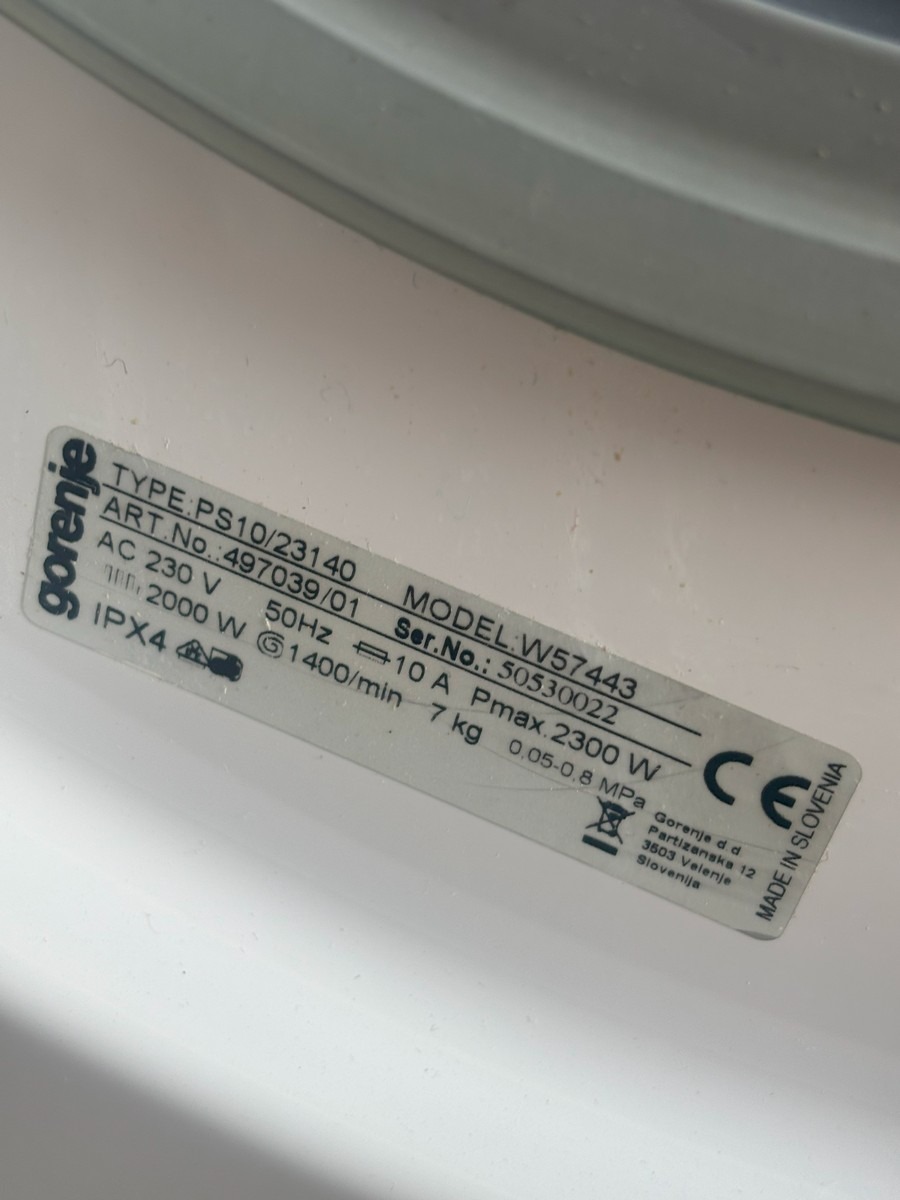 gorenje
TYPE:PS10/23140 MODEL:W57443
ART.No.:497039/01 Ser.No.: 50530022
AC 230 V 50Hz 10 A Pmax.2300 W
2000 W 1400/min 7 kg 0,05-0,8 MPa
IPX4
Gorenje d d
Partizanska 12
3503 Velenje
Slovenija
CE
MADE IN SLOVENIA